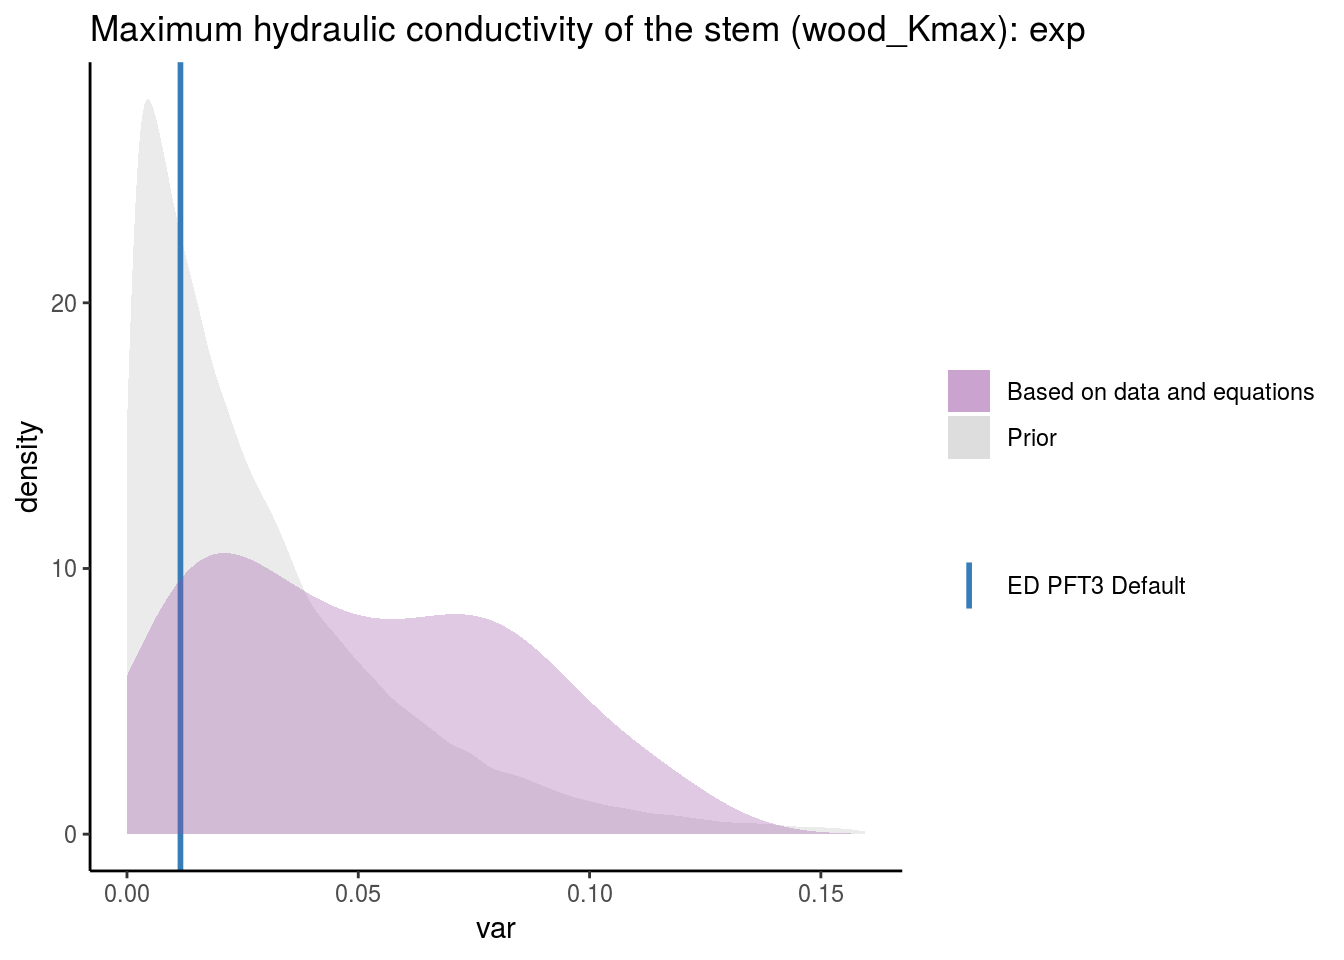 Maximum hydraulic conductivity of the stem (wood_Kmax): exp
density
20
10
0
0.00 0.05 0.10 0.15
var
Based on data and equations
Prior
ED PFT3 Default